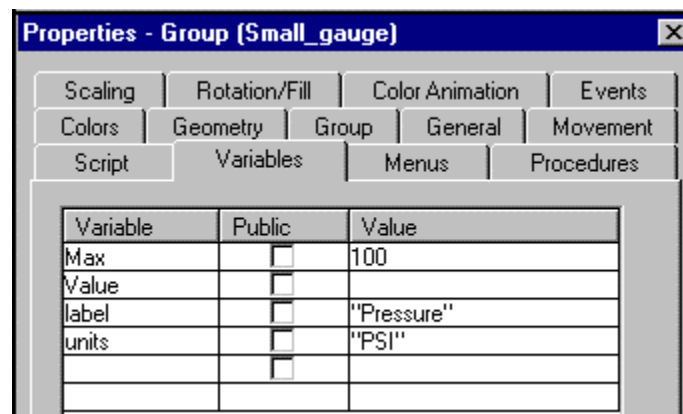 Properties - Group (Small_gauge)
Scaling Rotation/Fill Color Animation Events
Colors Geometry Group General Movement
Script Variables Menus Procedures
Variable Public Value
Max 100
Value
label "Pressure"
units "PSI"